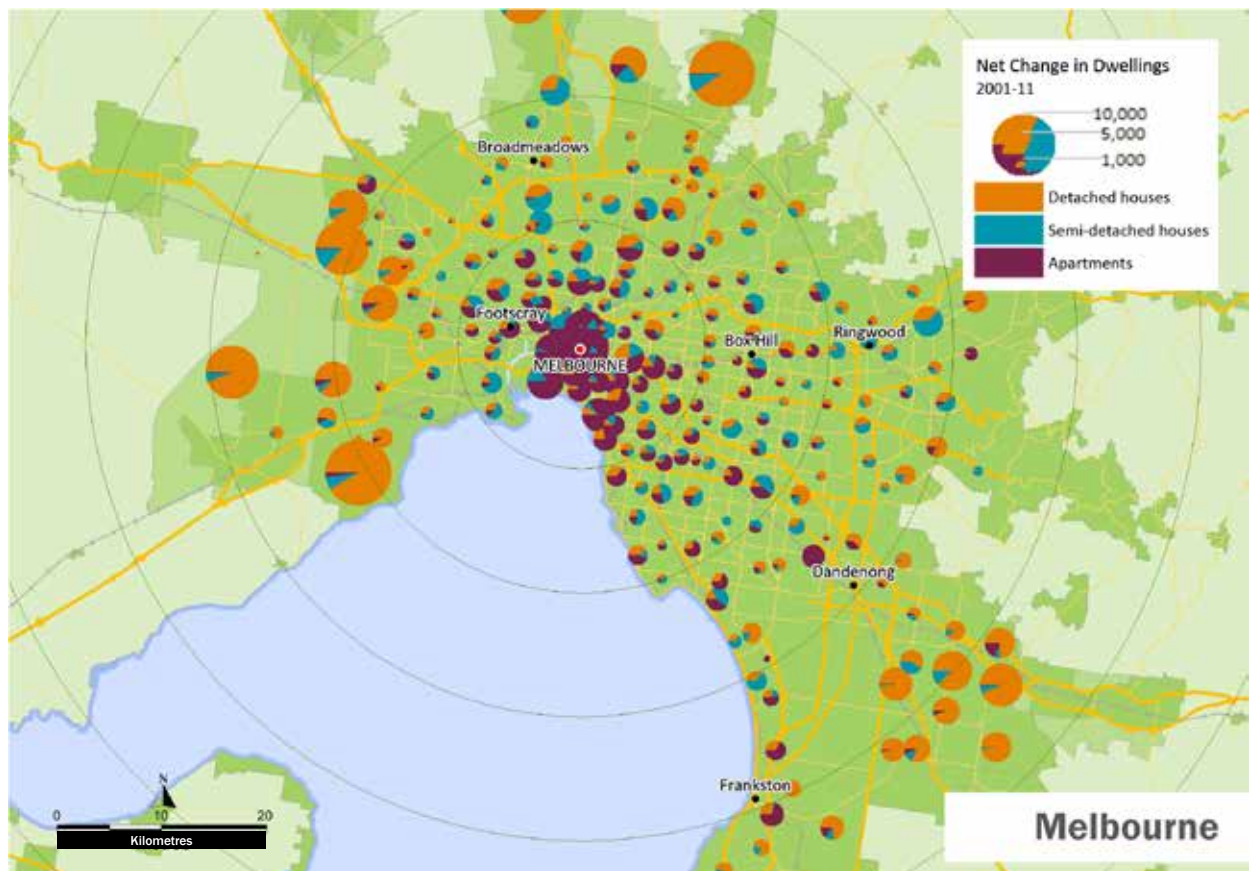 Net Change in Dwellings
2001-11
10,000
5,000
1,000
Detached houses
Semi-detached houses
Apartments
Broadmeadows
Footscray
MELBOURNE
Box Hill
Ringwood
Dandenong
Frankston
N
0 10 20
Kilometres
Melbourne